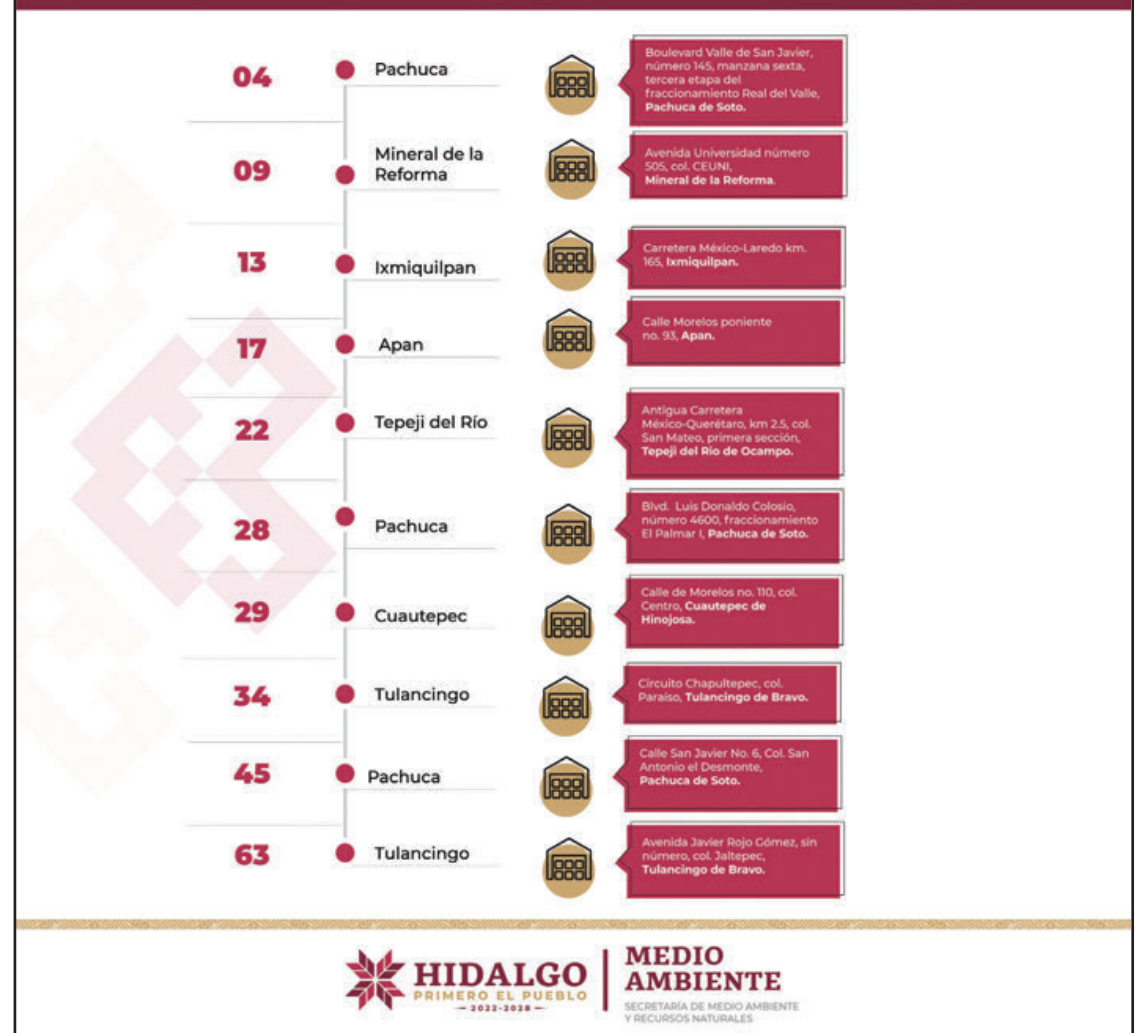 04
Pachuca
Boulevard Valle de San Javier,
número 145, manzana sexta,
tercera etapa del
fraccionamiento Real del Valle,
Pachuca de Soto.
09
Mineral de la
Reforma
Avenida Universidad número
505, col. CEUNI,
Mineral de la Reforma.
13
Ixmiquilpan
Carretera México-Laredo km.
165, Ixmiquilpan.
17
Apan
Calle Morelos poniente
no. 93, Apan.
22
Tepeji del Río
Antigua Carretera
México-Querétaro, km 2.5, col.
San Mateo, primera sección,
Tepeji del Río de Ocampo.
28
Pachuca
Blvd. Luis Donaldo Colosio,
número 4600, fraccionamiento
El Palmar I, Pachuca de Soto.
29
Cuautepec
Calle de Morelos no. 110, col.
Centro, Cuautepec de
Hinojosa.
34
Tulancingo
Circuito Chapultepec, col.
Paraíso, Tulancingo de Bravo.
45
Pachuca
Calle San Javier No. 6, Col. San
Antonio el Desmonte,
Pachuca de Soto.
63
Tulancingo
Avenida Javier Rojo Gómez, sin
número, col. Jaltepec,
Tulancingo de Bravo.
HIDALGO
PRIMERO EL PUEBLO
2022-2028
MEDIO
AMBIENTE
SECRETARÍA DE MEDIO AMBIENTE
Y RECURSOS NATURALES